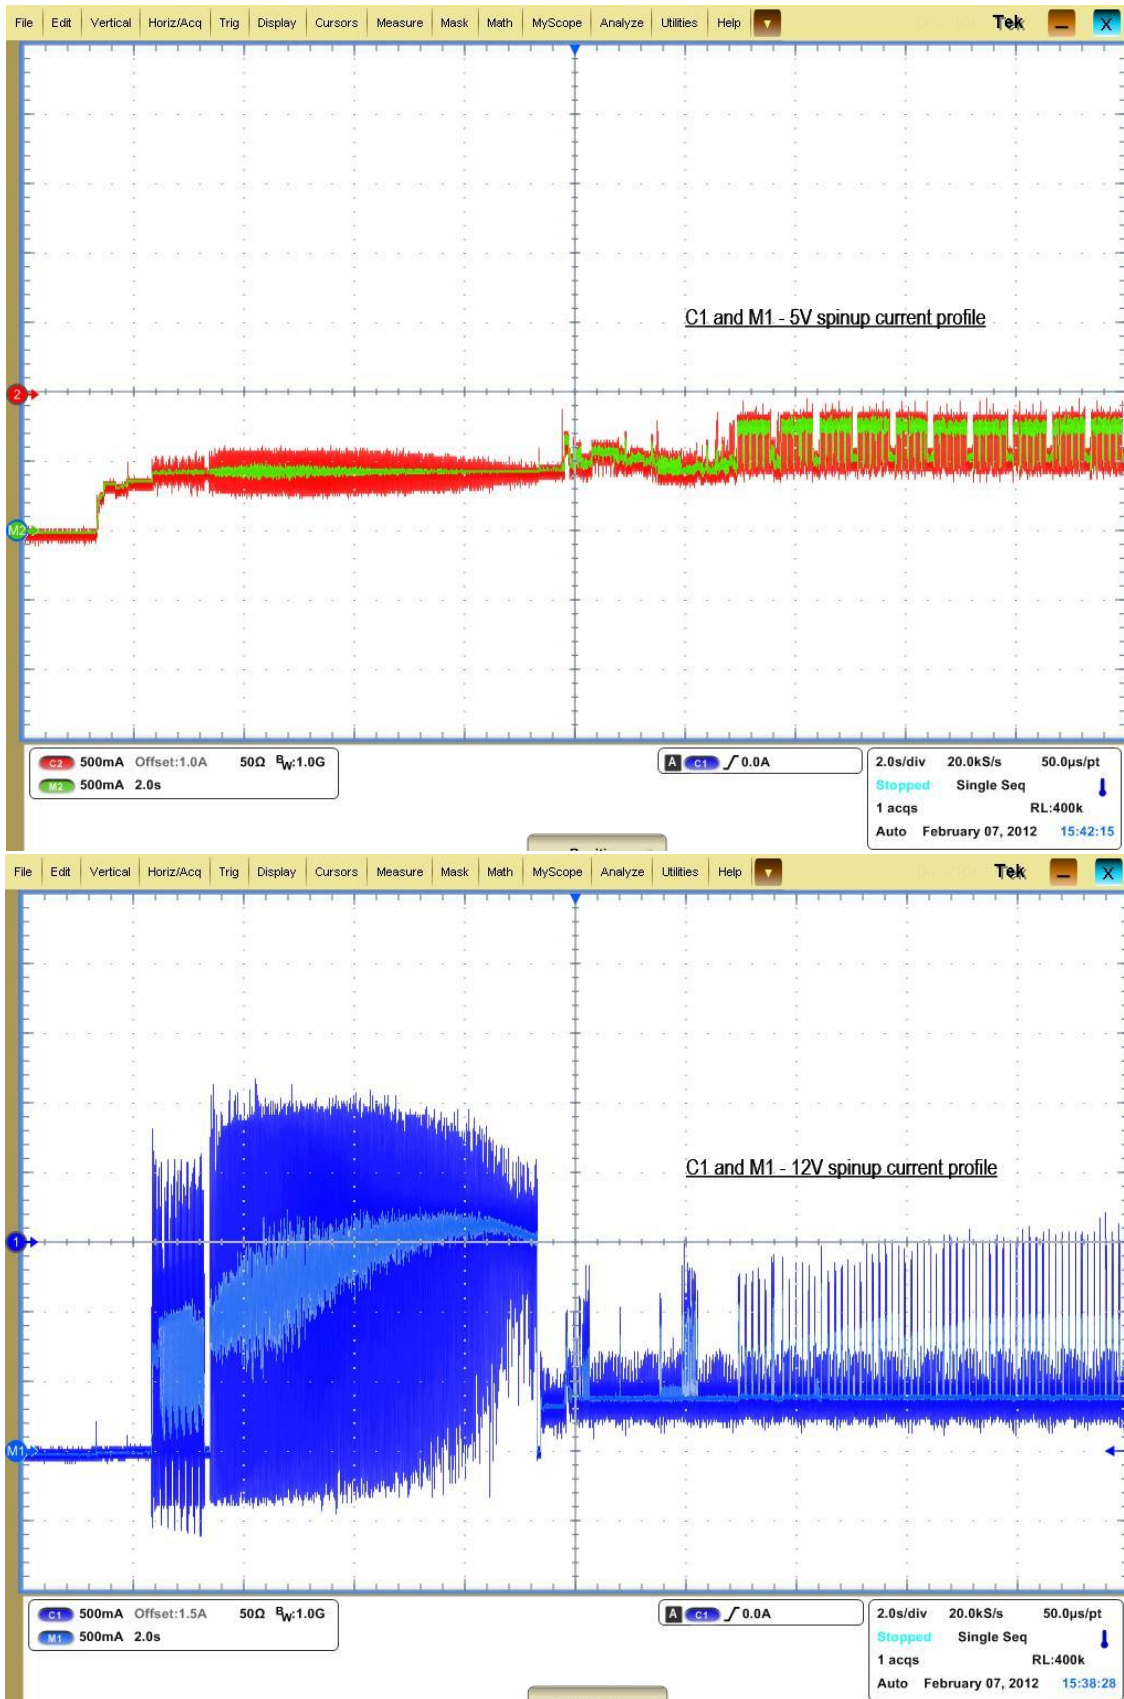 File Edit Vertical Horiz/Acq Trig Display Cursors Measure Mask Math MyScope Analyze Utilities Help Tek X
C1 and M1 - 5V spinup current profile
2
M2
C2 500mA Offset:1.0A 50Ω BW:1.0G
M2 500mA 2.0s
A C1 0.0A
2.0s/div 20.0kS/s 50.0µs/pt
Stopped Single Seq
1 acqs RL:400k
Auto February 07, 2012 15:42:15
File Edit Vertical Horiz/Acq Trig Display Cursors Measure Mask Math MyScope Analyze Utilities Help Tek X
C1 and M1 - 12V spinup current profile
1
M1
C1 500mA Offset:1.5A 50Ω BW:1.0G
M1 500mA 2.0s
A C1 0.0A
2.0s/div 20.0kS/s 50.0µs/pt
Stopped Single Seq
1 acqs RL:400k
Auto February 07, 2012 15:38:28